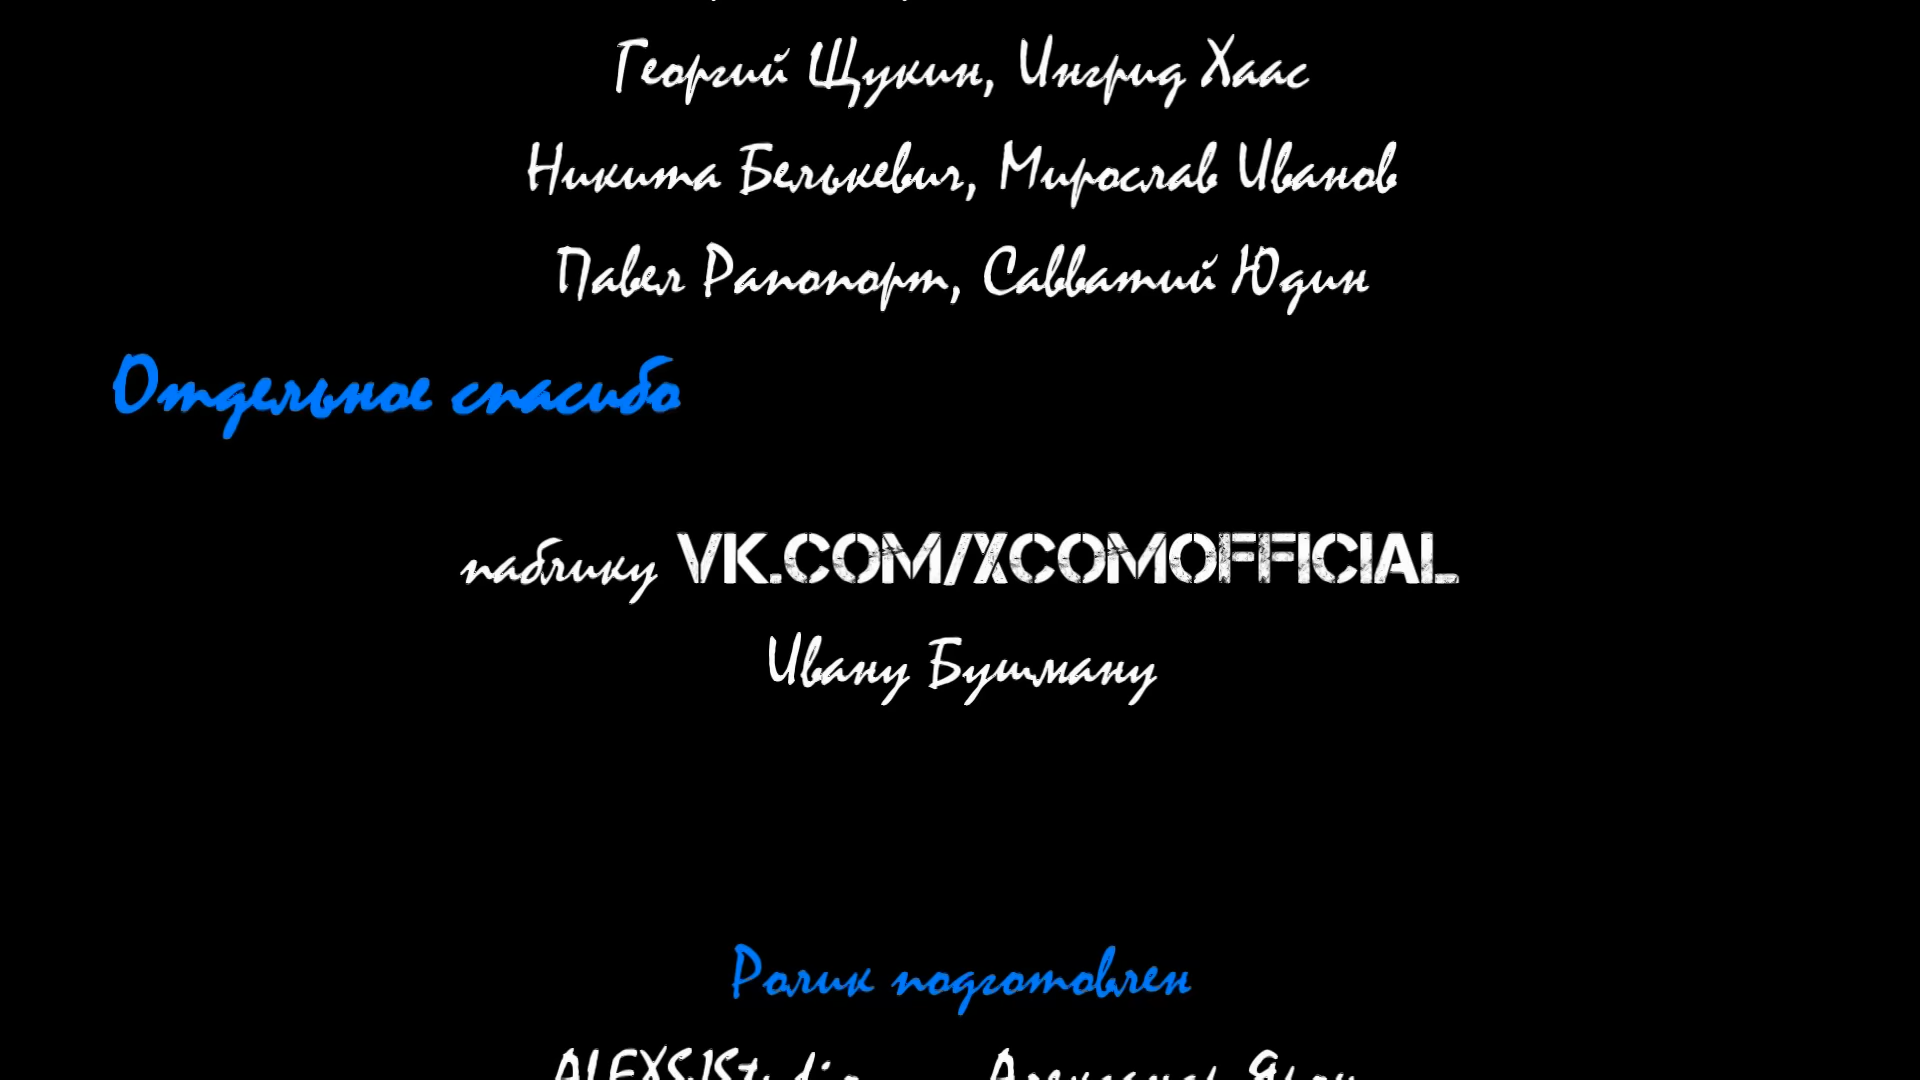 Георгий Щукин, Ингрид Хаас
Никита Белькевич, Мирослав Иванов
Павел Рапопорт, Савватий Юдин
Отдельное спасибо
паблику VK.COM/XCOMOFFICIAL
Ивану Бушману
Ролик подготовлен